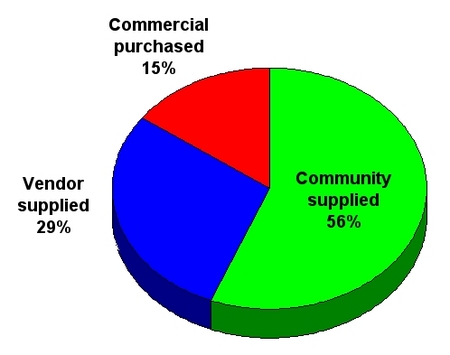 Commercial
purchased
15%
Community
supplied
56%
Vendor
supplied
29%